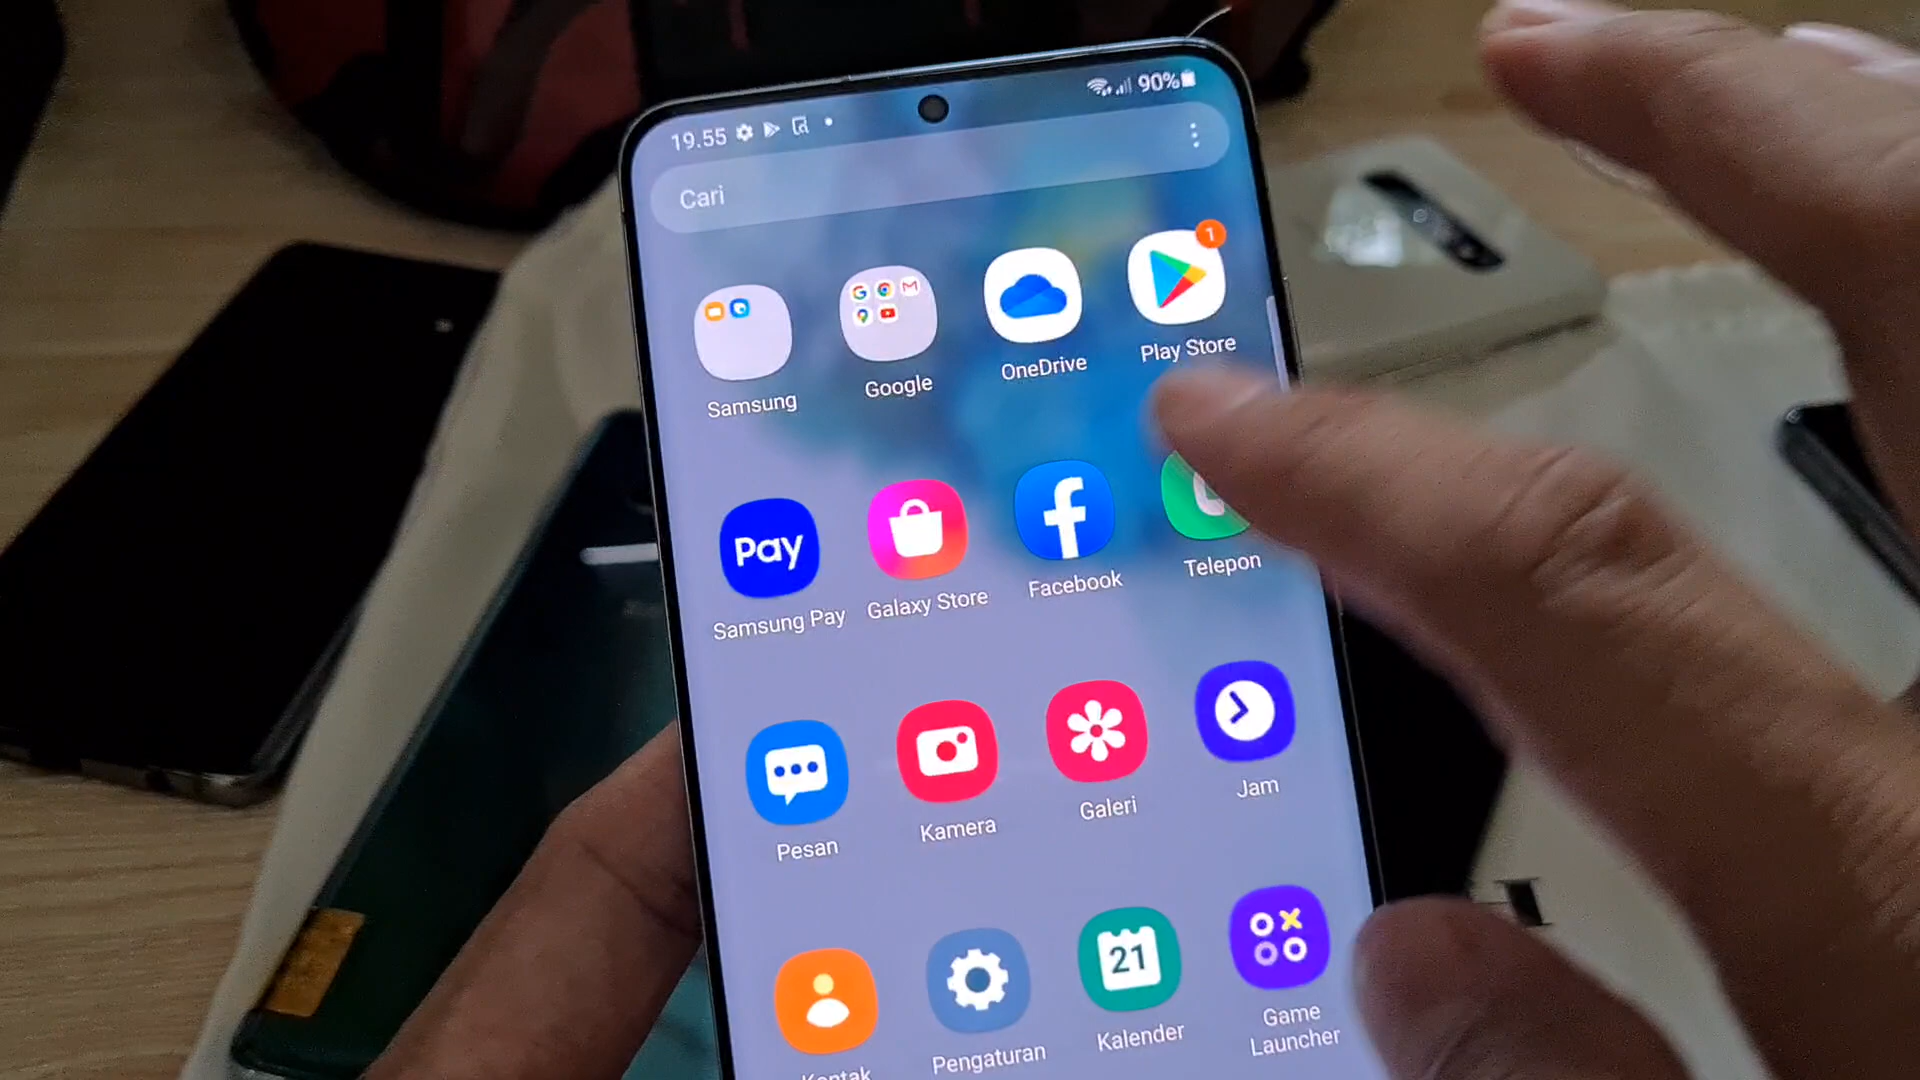 19.55
90%
Cari
1
Samsung
Google
OneDrive
Play Store
Pay
Samsung Pay
Galaxy Store
Facebook
Telepon
Pesan
Kamera
Galeri
Jam
21
Kontak
Pengaturan
Kalender
Game
Launcher